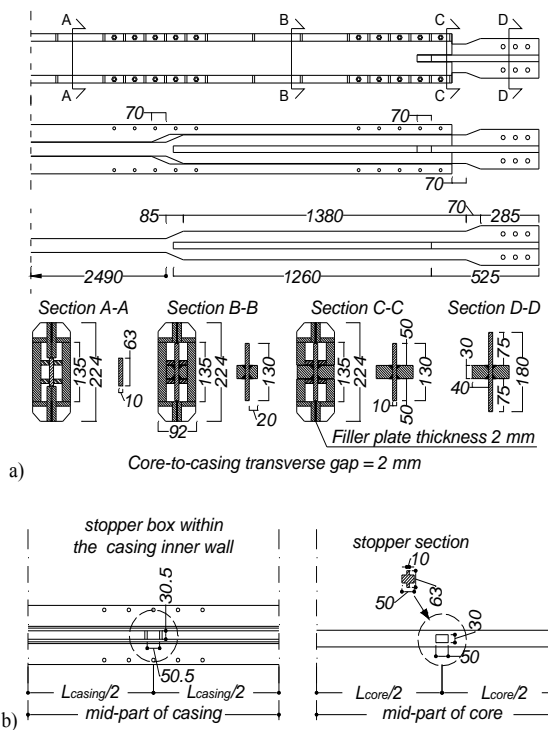 A B C D
A B C D
70 70
70
85 1380 70 285
2490 1260 525
Section A-A Section B-B Section C-C Section D-D
63 135 224 10
135 224 92 130 20
135 224 50 130 10 50
30 40 75 75 180
Filler plate thickness 2 mm
a) Core-to-casing transverse gap = 2 mm
stopper box within
the casing inner wall
30.5
50.5
Lcasing/2 Lcasing/2
mid-part of casing
stopper section
10
63
50
30
50
Lcore/2 Lcore/2
mid-part of core
b)